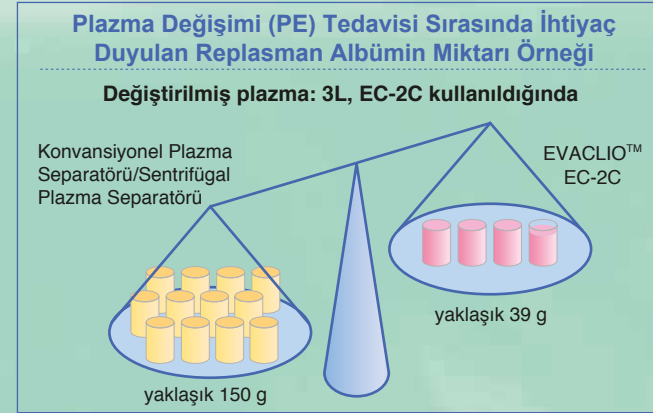 Plazma Değişimi (PE) Tedavisi Sırasında İhtiyaç
Duyulan Replasman Albümin Miktarı Örneği
Değiştirilmiş plazma: 3L, EC-2C kullanıldığında
Konvansiyonel Plazma
Separatörü/Sentrifügal
Plazma Separatörü
EVACLIO™
EC-2C
yaklaşık 39 g
yaklaşık 150 g